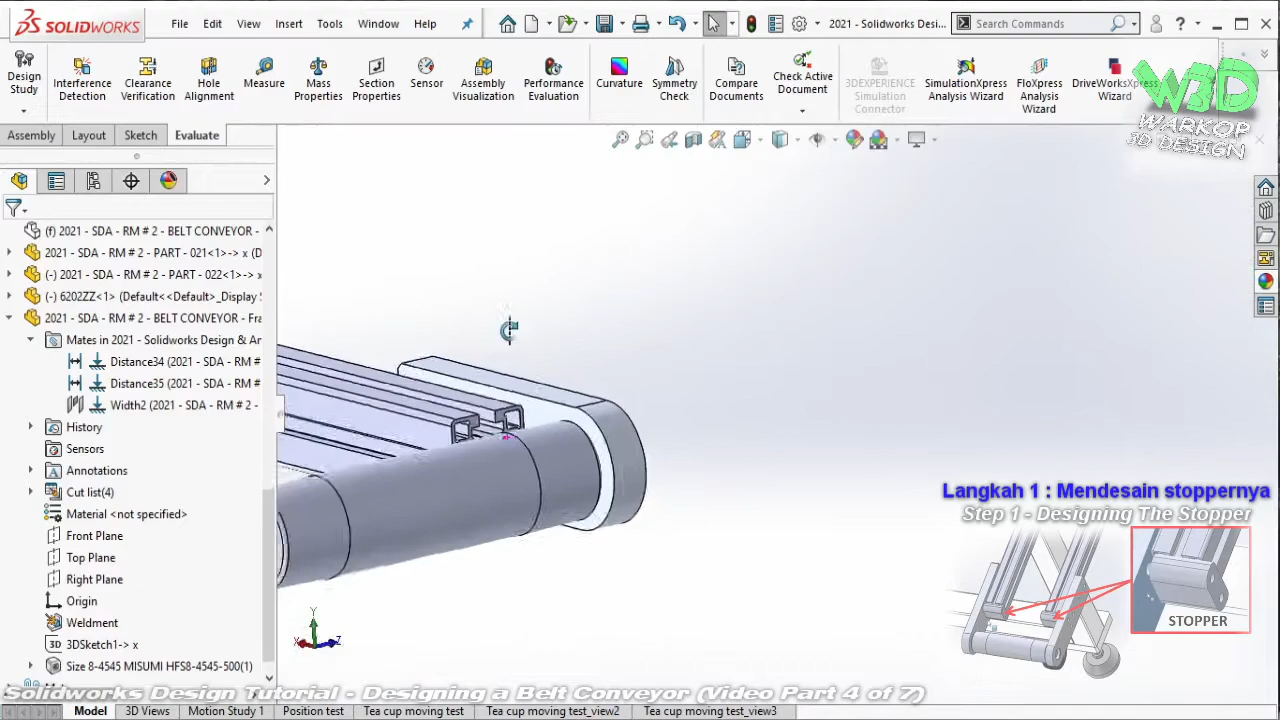 SOLIDWORKS
File Edit View Insert Tools Window Help
2021 - Solidworks Desi...
Search Commands
Design Study
Interference Detection
Clearance Verification
Hole Alignment
Measure
Mass Properties
Section Properties
Sensor
Assembly Visualization
Performance Evaluation
Curvature
Symmetry Check
Compare Documents
Check Active Document
3DEXPERIENCE Simulation Connector
SimulationXpress Analysis Wizard
FloXpress Analysis Wizard
DriveWorksXpress Wizard
W3D
WARKOP
3D DESIGN
Assembly Layout Sketch Evaluate
(f) 2021 - SDA - RM # 2 - BELT CONVEYOR -
2021 - SDA - RM # 2 - PART - 021<1>-> x (D
(-) 2021 - SDA - RM # 2 - PART - 022<1>-> x
(-) 6202ZZ<1> (Default<<Default>_Display
2021 - SDA - RM # 2 - BELT CONVEYOR - Fra
Mates in 2021 - Solidworks Design & An
Distance34 (2021 - SDA - RM #
Distance35 (2021 - SDA - RM #
Width2 (2021 - SDA - RM # 2 -
History
Sensors
Annotations
Cut list(4)
Material <not specified>
Front Plane
Top Plane
Right Plane
Origin
Weldment
3DSketch1-> x
Size 8-4545 MISUMI HFS8-4545-500(1)
Y
X
Z
Langkah 1 : Mendesain stoppernya
Step 1 - Designing The Stopper
STOPPER
Solidworks Design Tutorial - Designing a Belt Conveyor (Video Part 4 of 7)
Model 3D Views Motion Study 1 Position test Tea cup moving test Tea cup moving test_view2 Tea cup moving test_view3